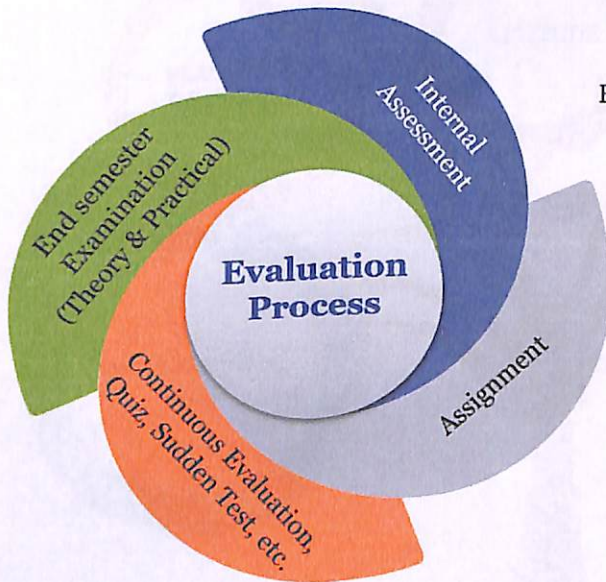 Internal
Assessment
Assignment
Continuous Evaluation,
Quiz, Sudden Test, etc.
End semester
Examination
(Theory & Practical)
Evaluation
Process